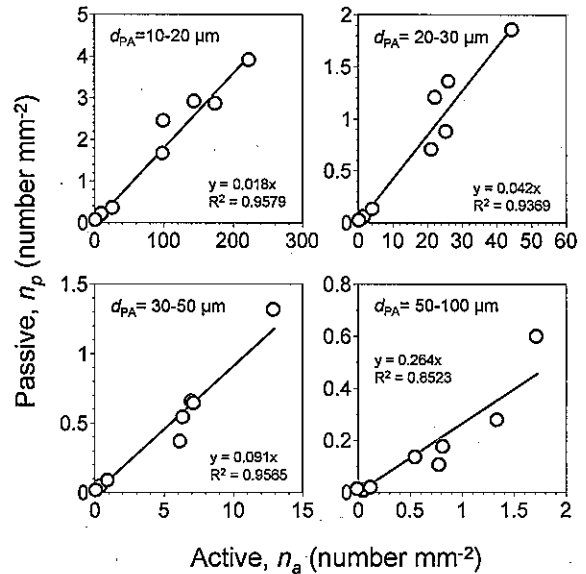 d_PA=10-20 µm
y = 0.018x
R² = 0.9579
5
4
3
2
1
0
0 100 200 300
d_PA= 20-30 µm
y = 0.042x
R² = 0.9369
2
1.5
1
0.5
0
0 10 20 30 40 50 60
d_PA= 30-50 µm
y = 0.091x
R² = 0.9565
1.5
1
0.5
0
0 5 10 15
d_PA= 50-100 µm
y = 0.264x
R² = 0.8523
0.8
0.6
0.4
0.2
0
0 0.5 1 1.5 2
Passive, n_p (number mm⁻²)
Active, n_a (number mm⁻²)